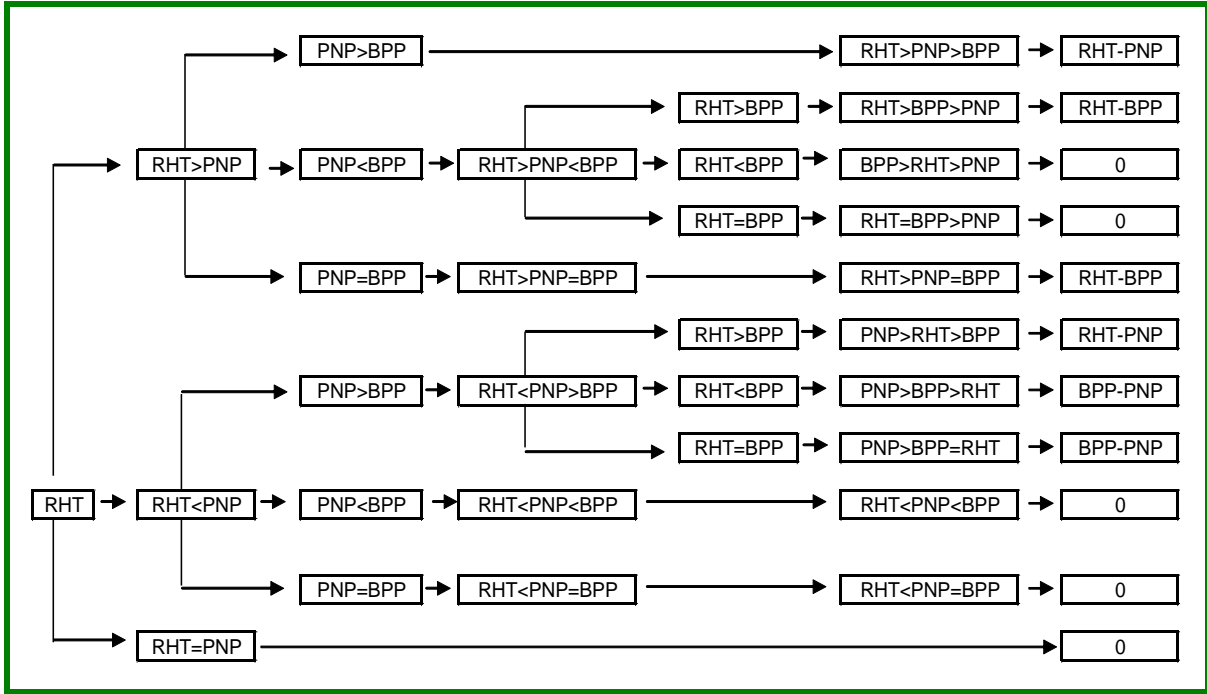 PNP>BPP RHT>PNP>BPP RHT-PNP
RHT>BPP RHT>BPP>PNP RHT-BPP
RHT>PNP PNP<BPP RHT>PNP<BPP RHT<BPP BPP>RHT>PNP 0
RHT=BPP RHT=BPP>PNP 0
PNP=BPP RHT>PNP=BPP RHT>PNP=BPP RHT-BPP
RHT>BPP PNP>RHT>BPP RHT-PNP
PNP>BPP RHT<PNP>BPP RHT<BPP PNP>BPP>RHT BPP-PNP
RHT=BPP PNP>BPP=RHT BPP-PNP
RHT RHT<PNP PNP<BPP RHT<PNP<BPP RHT<PNP<BPP 0
PNP=BPP RHT<PNP=BPP RHT<PNP=BPP 0
RHT=PNP 0